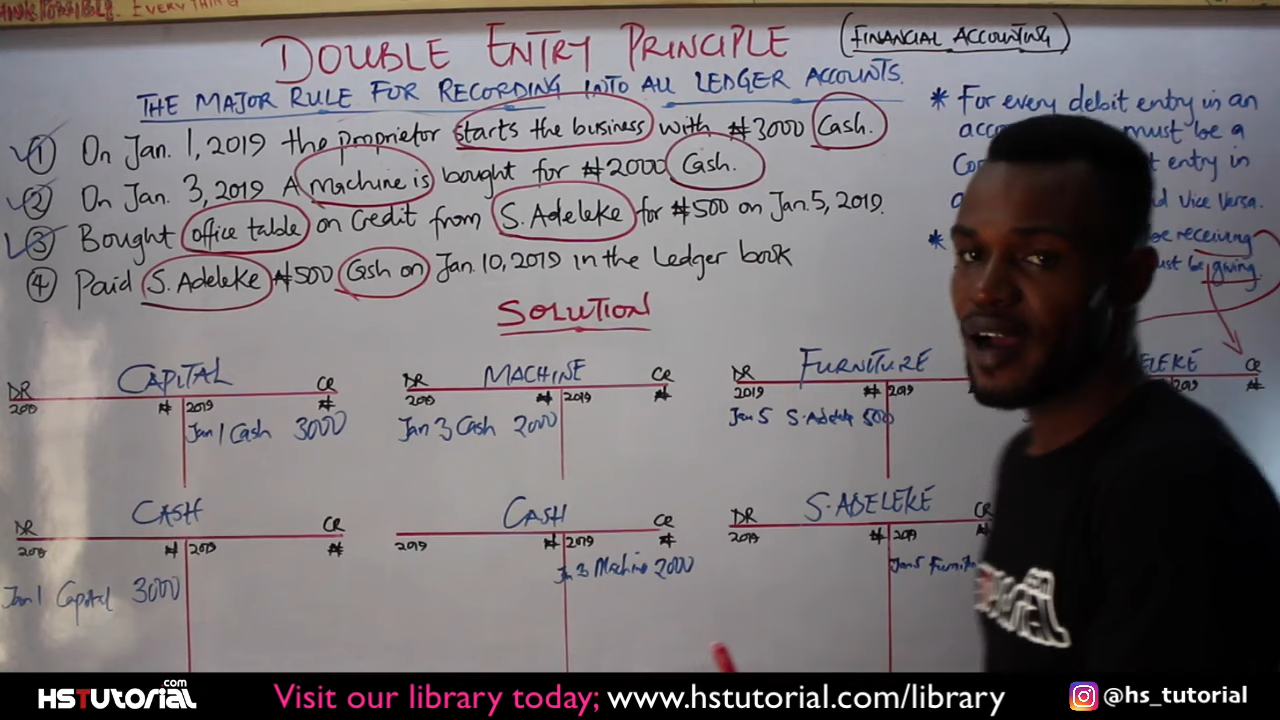 EVERYTHING
DOUBLE ENTRY PRINCIPLE
(FINANCIAL ACCOUNTING)
THE MAJOR RULE FOR RECORDING INTO ALL LEDGER ACCOUNTS.
① On Jan. 1, 2019 the proprietor starts the business with ₦3000 Cash.
② On Jan. 3, 2019 A machine is bought for ₦2000 Cash.
③ Bought office table on Credit from S. Adeleke for ₦500 on Jan. 5, 2019.
④ Paid S. Adeleke ₦500 Cash on Jan. 10, 2019 in the Ledger book
* For every debit entry in an
must be a
entry in
vice versa.
* receiving
must be giving
SOLUTION
DR CAPITAL CR
2019 ₦ 2019 ₦
Jan 1 Cash 3000
DR MACHINE CR
2019 ₦ 2019 ₦
Jan 3 Cash 2000
DR FURNITURE
2019 ₦ 2019
Jan 5 S. Adeleke 500
CR
2019 ₦
DR CASH CR
2019 ₦ 2019 ₦
Jan 1 Capital 3000
CASH CR
2019 ₦ 2019 ₦
Jan 3 Machine 2000
DR S. ADELEKE CR
2019 ₦ 2019
Jan 5
HSTutorial.com
Visit our library today; www.hstutorial.com/library
@hs_tutorial